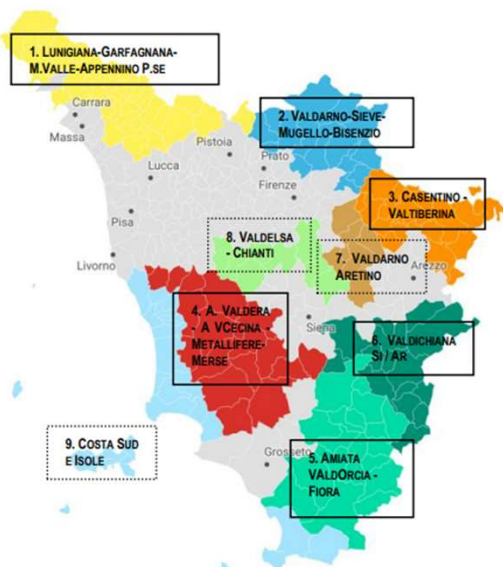 1. LUNIGIANA-GARFAGNANA-
M.VALLE-APPENNINO P.SE
Carrara
Massa
2. VALDARNO-SIEVE-
MUGELLO-BISENZIO
Pistoia
Prato
Lucca
Firenze
3. CASENTINO -
VALTIBERINA
Pisa
8. VALDELSA
- CHIANTI
7. VALDARNO
ARETINO
Arezzo
Livorno
4. A. VALDERA
- A VCECINA -
METALLIFERE-
MERSE
Siena
6. VALDICHIANA
SI / AR
9. COSTA SUD
E ISOLE
Grosseto
5. AMIATA
VALDORCIA -
FIORA